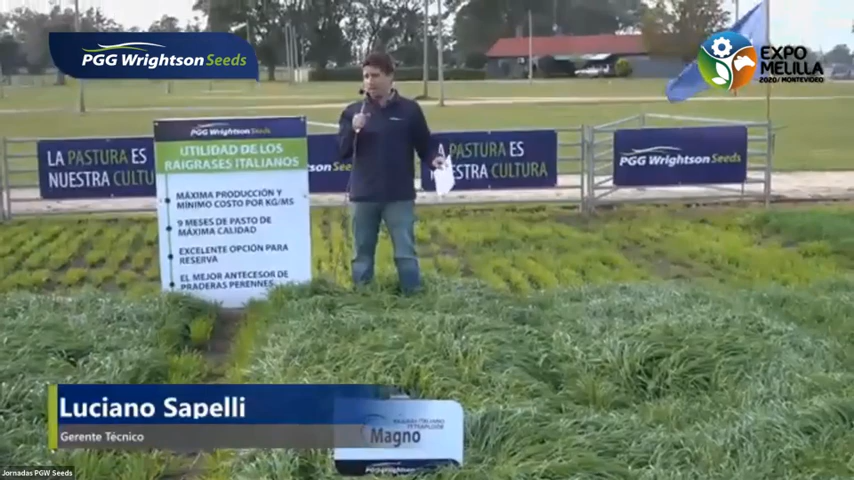 PGG Wrightson Seeds
EXPO
MELILLA
2020 / MONTEVIDEO
PGG Wrightson Seeds
UTILIDAD DE LOS
RAIGRASES ITALIANOS
MÁXIMA PRODUCCIÓN Y
MÍNIMO COSTO POR KG/MS
9 MESES DE PASTO DE
MÁXIMA CALIDAD
EXCELENTE OPCIÓN PARA
RESERVA
EL MEJOR ANTECESOR DE
PRADERAS PERENNES
LA PASTURA ES
NUESTRA CULTU
A PASTURA ES
NUESTRA CULTURA
PGG Wrightson Seeds
Luciano Sapelli
Gerente Técnico
Magno
PGG Wrightson Seeds
Jornadas PGW Seeds